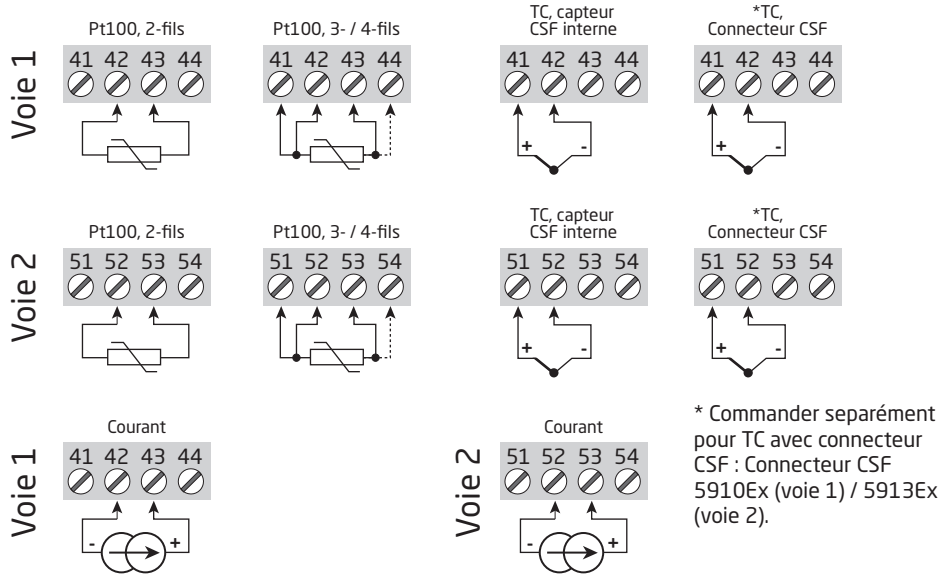 Voie 1
Pt100, 2-fils
41 42 43 44
Pt100, 3- / 4-fils
41 42 43 44
TC, capteur
CSF interne
41 42 43 44
+ -
*TC,
Connecteur CSF
41 42 43 44
+ -
Voie 2
Pt100, 2-fils
51 52 53 54
Pt100, 3- / 4-fils
51 52 53 54
TC, capteur
CSF interne
51 52 53 54
+ -
*TC,
Connecteur CSF
51 52 53 54
+ -
Voie 1
Courant
41 42 43 44
- +
Voie 2
Courant
51 52 53 54
- +
* Commander separément
pour TC avec connecteur
CSF : Connecteur CSF
5910Ex (voie 1) / 5913Ex
(voie 2).